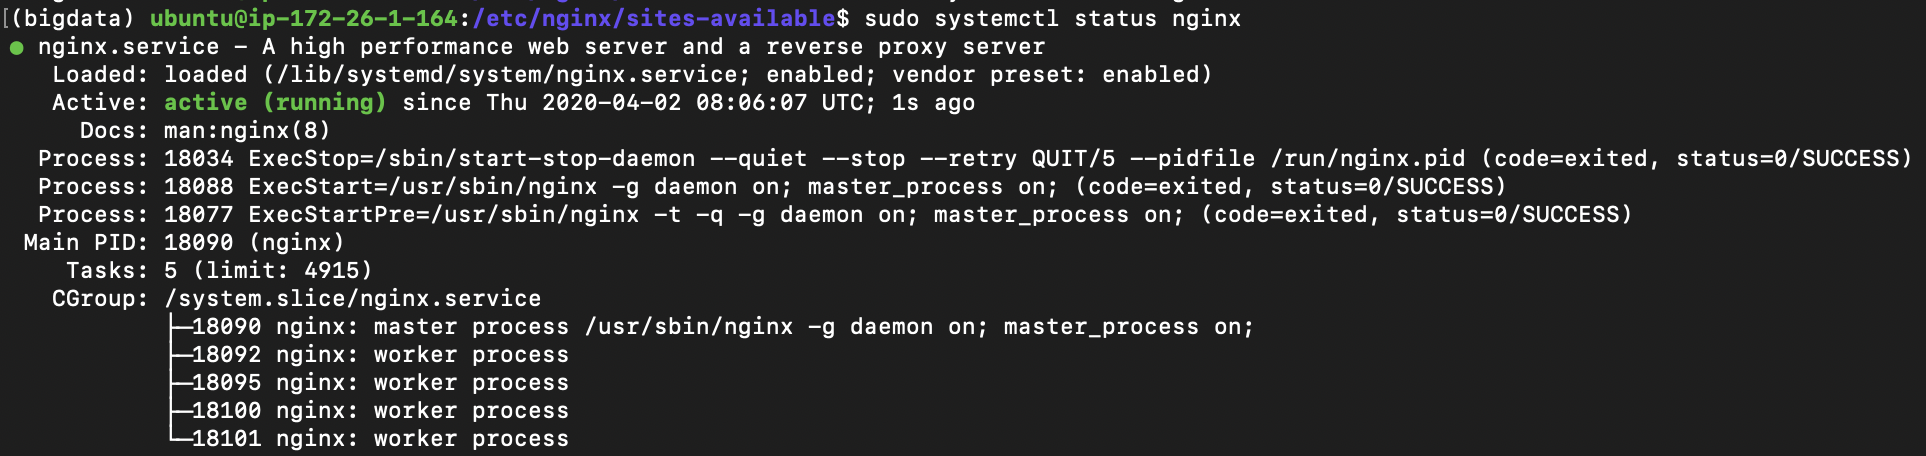 [(bigdata) ubuntu@ip-172-26-1-164:/etc/nginx/sites-available$ sudo systemctl status nginx
● nginx.service – A high performance web server and a reverse proxy server
Loaded: loaded (/lib/systemd/system/nginx.service; enabled; vendor preset: enabled)
Active: active (running) since Thu 2020-04-02 08:06:07 UTC; 1s ago
Docs: man:nginx(8)
Process: 18034 ExecStop=/sbin/start-stop-daemon --quiet --stop --retry QUIT/5 --pidfile /run/nginx.pid (code=exited, status=0/SUCCESS)
Process: 18088 ExecStart=/usr/sbin/nginx -g daemon on; master_process on; (code=exited, status=0/SUCCESS)
Process: 18077 ExecStartPre=/usr/sbin/nginx -t -q -g daemon on; master_process on; (code=exited, status=0/SUCCESS)
Main PID: 18090 (nginx)
Tasks: 5 (limit: 4915)
CGroup: /system.slice/nginx.service
├─18090 nginx: master process /usr/sbin/nginx -g daemon on; master_process on;
├─18092 nginx: worker process
├─18095 nginx: worker process
├─18100 nginx: worker process
└─18101 nginx: worker process